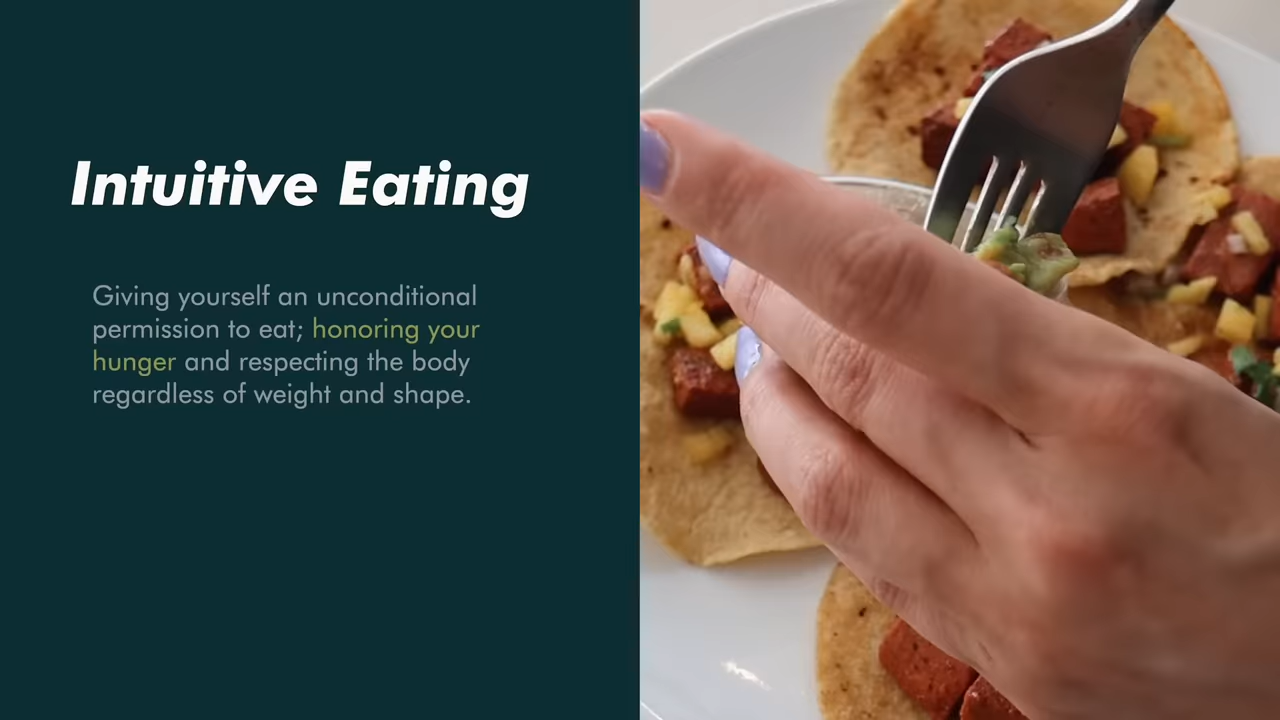 Intuitive Eating
Giving yourself an unconditional
permission to eat; honoring your
hunger and respecting the body
regardless of weight and shape.